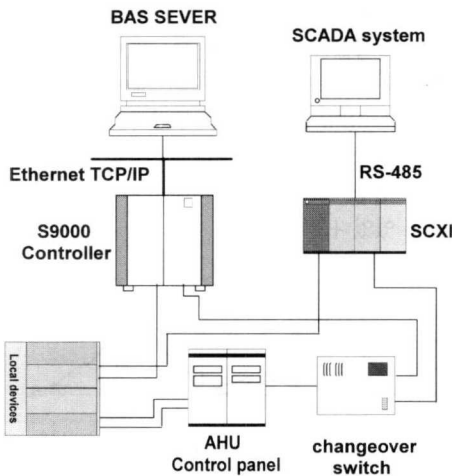 BAS SEVER
SCADA system
Ethernet TCP/IP
RS-485
S9000
Controller
SCXI
Local devices
AHU
Control panel
changeover
switch